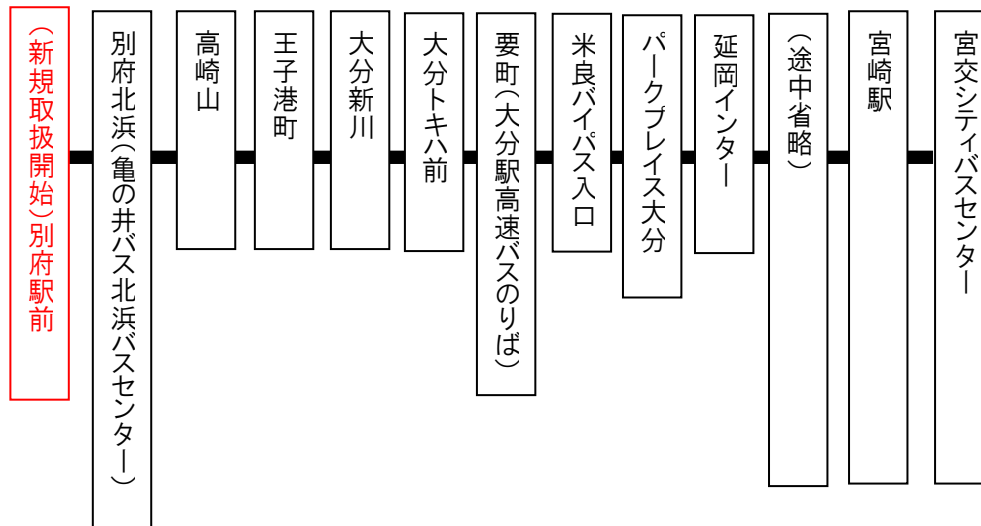 (新規取扱開始)別府駅前
別府北浜(亀の井バス北浜バスセンター)
高崎山
王子港町
大分新川
大分トキハ前
要町(大分駅高速バスのりば)
米良バイパス入口
パークプレイス大分
延岡インター
(途中省略)
宮崎駅
宮交シティバスセンター